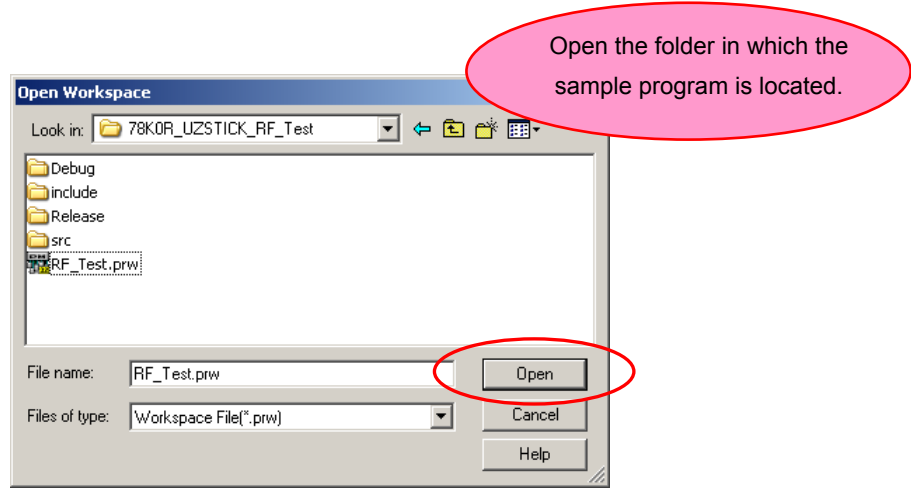 Open the folder in which the
sample program is located.
Open Workspace
Look in: 78K0R_UZSTICK_RF_Test
Debug
include
Release
src
RF_Test.prw
File name: RF_Test.prw Open
Files of type: Workspace File(*.prw) Cancel
Help